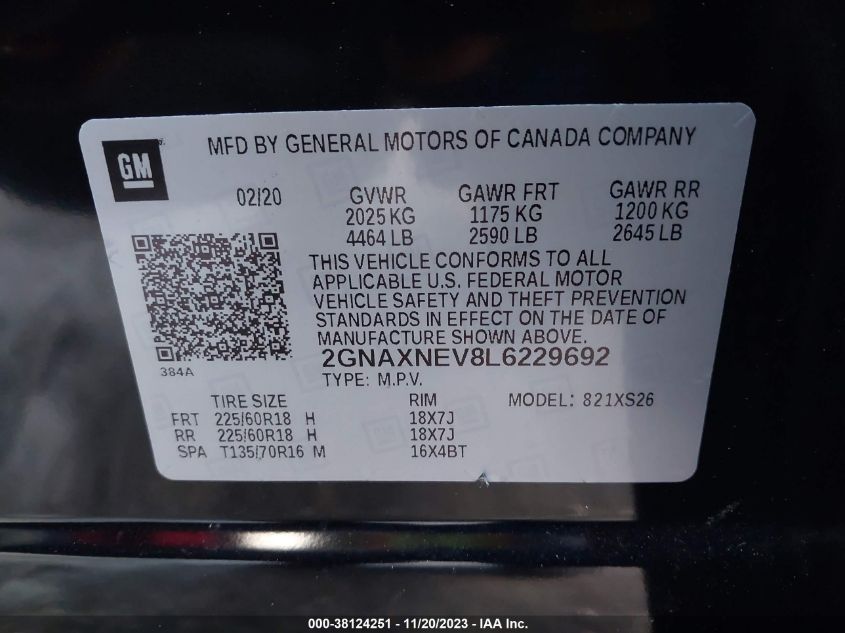 GM
MFD BY GENERAL MOTORS OF CANADA COMPANY
02/20 GVWR GAWR FRT GAWR RR
2025 KG 1175 KG 1200 KG
4464 LB 2590 LB 2645 LB
THIS VEHICLE CONFORMS TO ALL
APPLICABLE U.S. FEDERAL MOTOR
VEHICLE SAFETY AND THEFT PREVENTION
STANDARDS IN EFFECT ON THE DATE OF
MANUFACTURE SHOWN ABOVE.
2GNAXNEV8L6229692
384A
TYPE: M.P.V.
TIRE SIZE RIM MODEL: 821XS26
FRT 225/60R18 H 18X7J
RR 225/60R18 H 18X7J
SPA T135/70R16 M 16X4BT
000-38124251 - 11/20/2023 - IAA Inc.